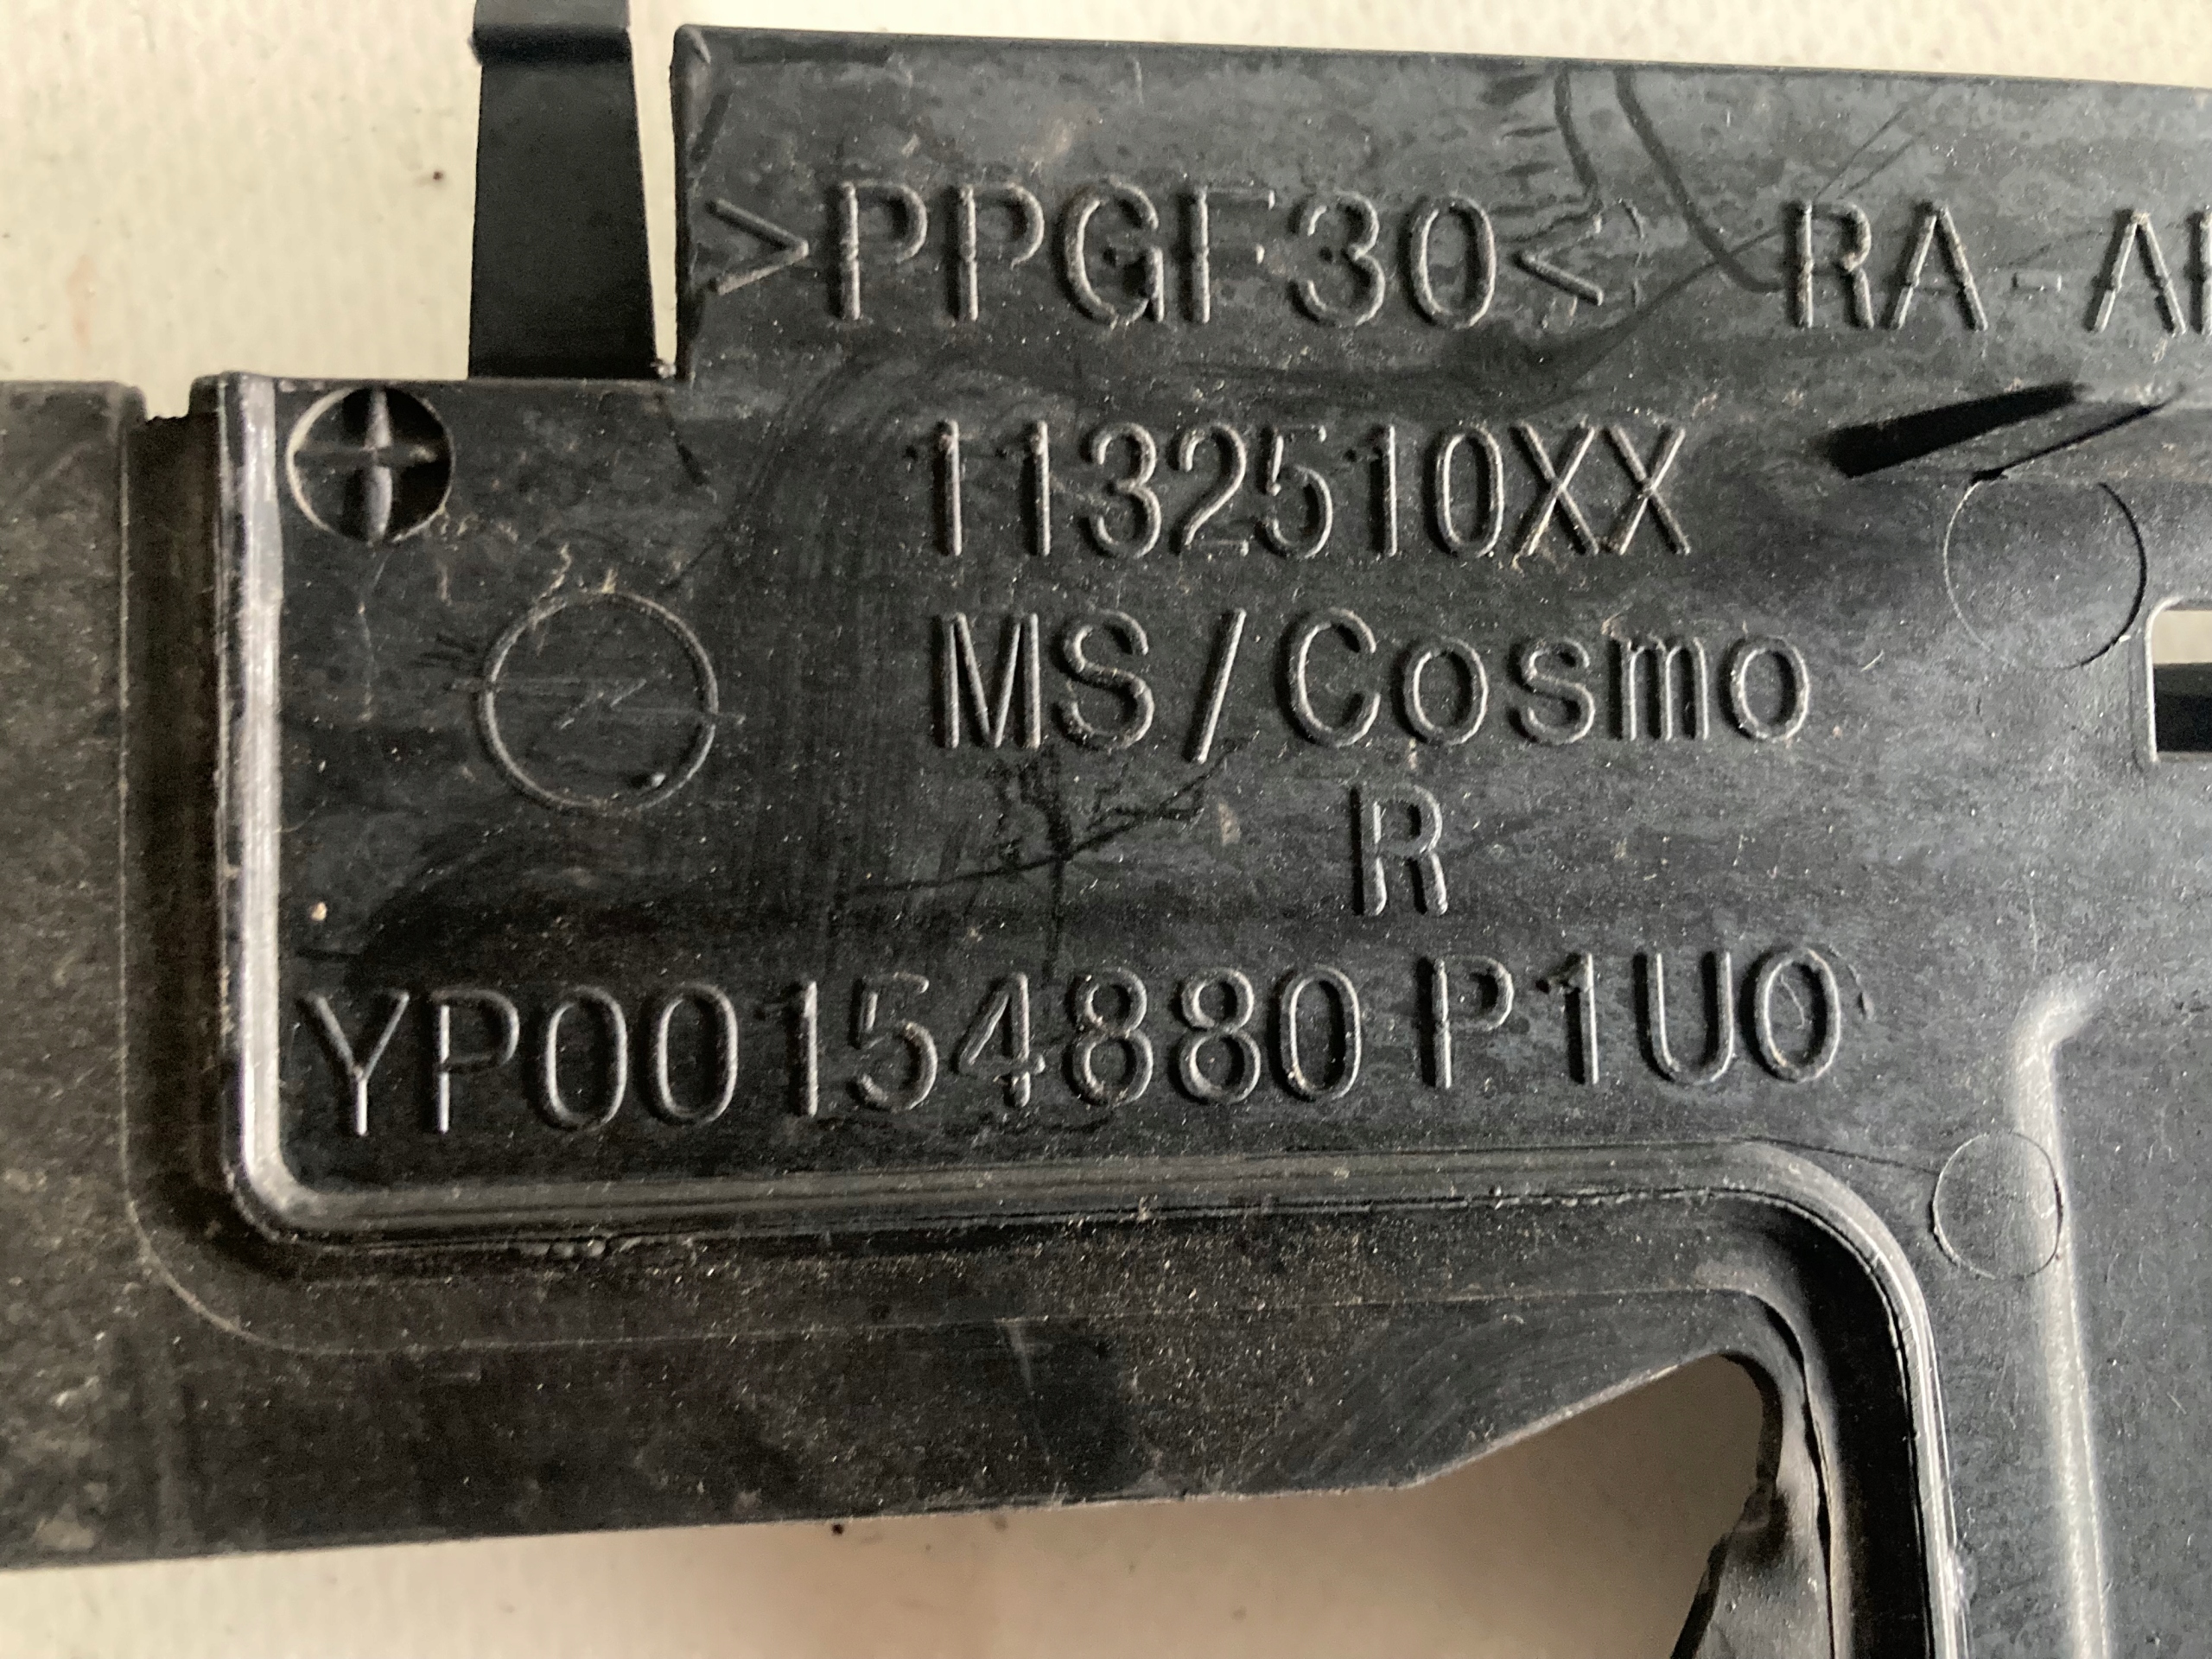 >PPGF30< RA-A
1132510XX
MS/Cosmo
R
YP00154880 P1U0